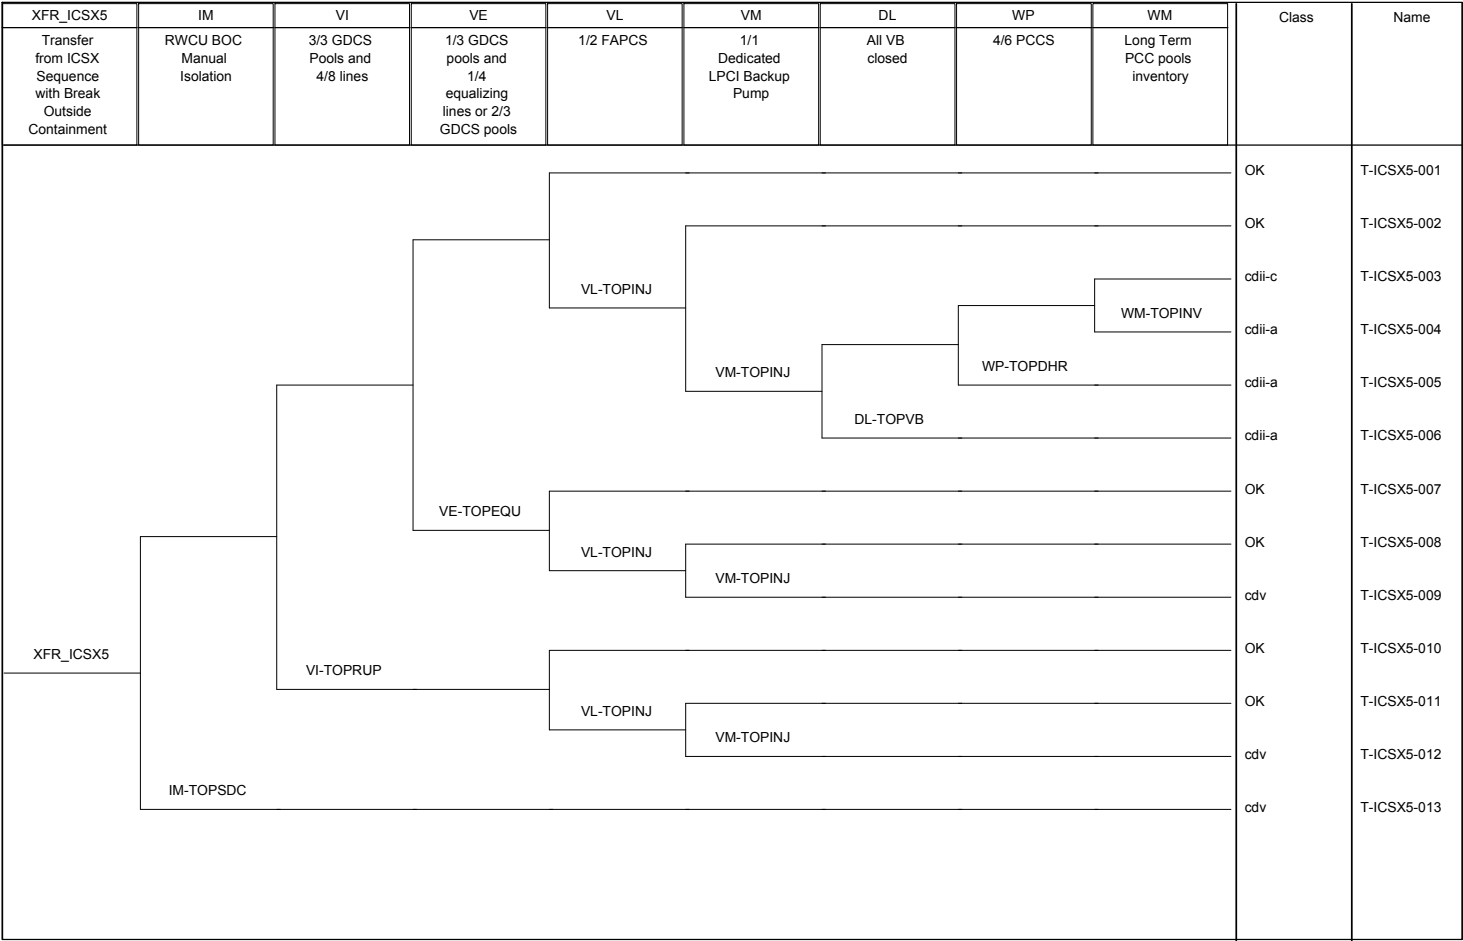 XFR_ICSX5 IM VI VE VL VM DL WP WM Class Name
Transfer
from ICSX
Sequence
with Break
Outside
Containment
RWCU BOC
Manual
Isolation
3/3 GDCS
Pools and
4/8 lines
1/3 GDCS
pools and
1/4
equalizing
lines or 2/3
GDCS pools
1/2 FAPCS
1/1
Dedicated
LPCI Backup
Pump
All VB
closed
4/6 PCCS
Long Term
PCC pools
inventory
OK T-ICSX5-001
OK T-ICSX5-002
cdii-c T-ICSX5-003
VL-TOPINJ
WM-TOPINV
cdii-a T-ICSX5-004
VM-TOPINJ
WP-TOPDHR
cdii-a T-ICSX5-005
DL-TOPVB
cdii-a T-ICSX5-006
OK T-ICSX5-007
VE-TOPEQU
OK T-ICSX5-008
VL-TOPINJ
VM-TOPINJ
cdv T-ICSX5-009
XFR_ICSX5
OK T-ICSX5-010
VI-TOPRUP
OK T-ICSX5-011
VL-TOPINJ
VM-TOPINJ
cdv T-ICSX5-012
IM-TOPSDC
cdv T-ICSX5-013